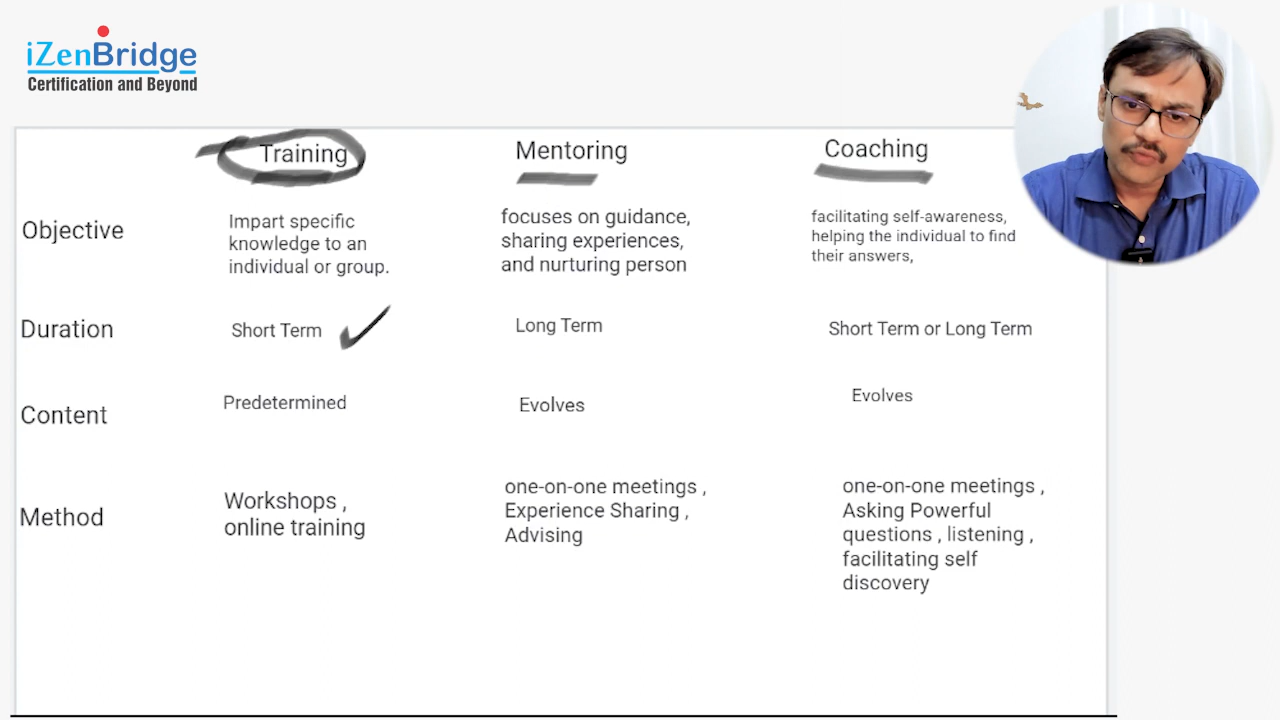 iZenBridge
Certification and Beyond
Training
Mentoring
Coaching
Objective
Impart specific
knowledge to an
individual or group.
focuses on guidance,
sharing experiences,
and nurturing person
facilitating self-awareness,
helping the individual to find
their answers,
Duration
Short Term
Long Term
Short Term or Long Term
Content
Predetermined
Evolves
Evolves
Method
Workshops ,
online training
one-on-one meetings ,
Experience Sharing ,
Advising
one-on-one meetings ,
Asking Powerful
questions , listening ,
facilitating self
discovery